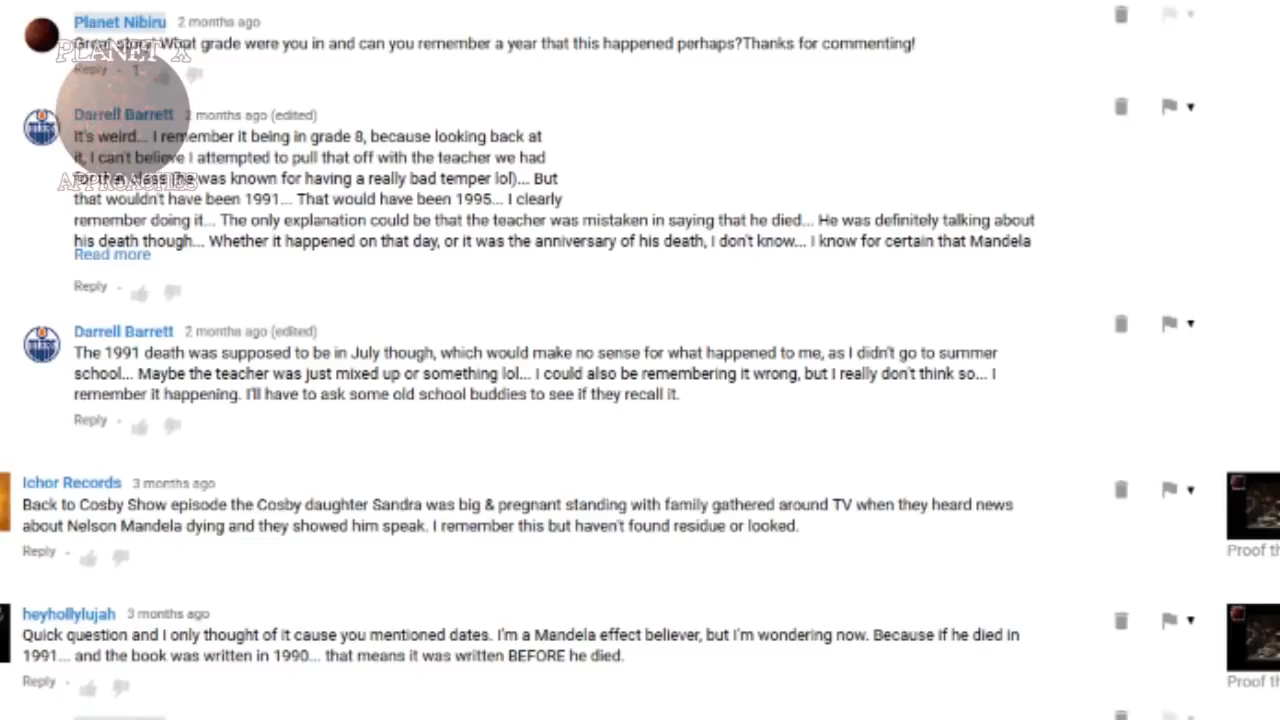 Planet Nibiru 2 months ago
Great story! What grade were you in and can you remember a year that this happened perhaps?Thanks for commenting!
PLANET X
Reply · 1
Darrell Barrett 2 months ago (edited)
It's weird... I remember it being in grade 8, because looking back at
it, I can't believe I attempted to pull that off with the teacher we had
for the class (he was known for having a really bad temper lol)... But
APPROACHES
that wouldn't have been 1991... That would have been 1995... I clearly
remember doing it... The only explanation could be that the teacher was mistaken in saying that he died... He was definitely talking about
his death though... Whether it happened on that day, or it was the anniversary of his death, I don't know... I know for certain that Mandela
Read more
Reply ·
Darrell Barrett 2 months ago (edited)
The 1991 death was supposed to be in July though, which would make no sense for what happened to me, as I didn't go to summer
school... Maybe the teacher was just mixed up or something lol... I could also be remembering it wrong, but I really don't think so... I
remember it happening. I'll have to ask some old school buddies to see if they recall it.
Reply ·
Ichor Records 3 months ago
Back to Cosby Show episode the Cosby daughter Sandra was big & pregnant standing with family gathered around TV when they heard news
about Nelson Mandela dying and they showed him speak. I remember this but haven't found residue or looked.
Reply ·
Proof th
heyhollylujah 3 months ago
Quick question and I only thought of it cause you mentioned dates. I'm a Mandela effect believer, but I'm wondering now. Because if he died in
1991... and the book was written in 1990... that means it was written BEFORE he died.
Reply ·
Proof th